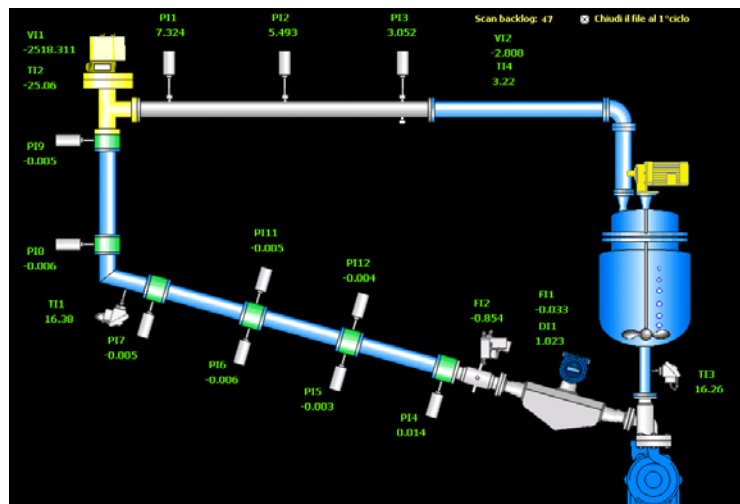 PI1
7.324
PI2
5.493
PI3
3.052
Scan backlog: 47
Chiudi il file al 1°ciclo
VI1
-2518.311
TI2
-25.06
VI2
-2.808
TI4
3.22
PI9
-0.005
PI8
-0.006
PI11
-0.005
PI12
-0.004
TI1
16.38
PI7
-0.005
PI6
-0.006
PI5
-0.003
PI4
0.014
FI2
-0.854
FI1
-0.033
DI1
1.023
TI3
16.26